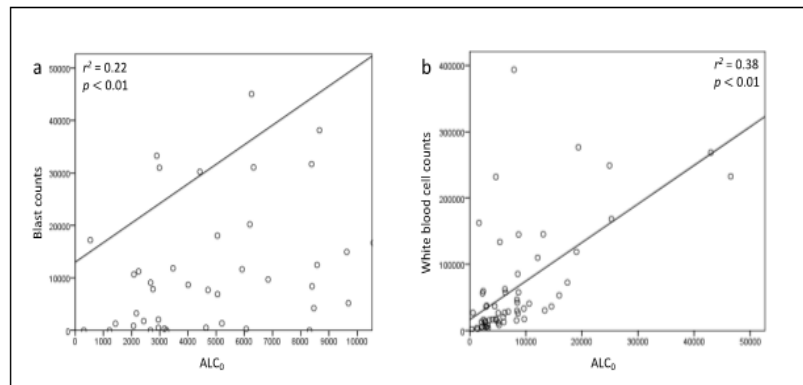 a
r² = 0.22
p < 0.01
50000
40000
30000
20000
10000
0
Blast counts
0 1000 2000 3000 4000 5000 6000 7000 8000 9000 10000
ALC₀
b
r² = 0.38
p < 0.01
400000
300000
200000
100000
0
White blood cell counts
0 10000 20000 30000 40000 50000
ALC₀